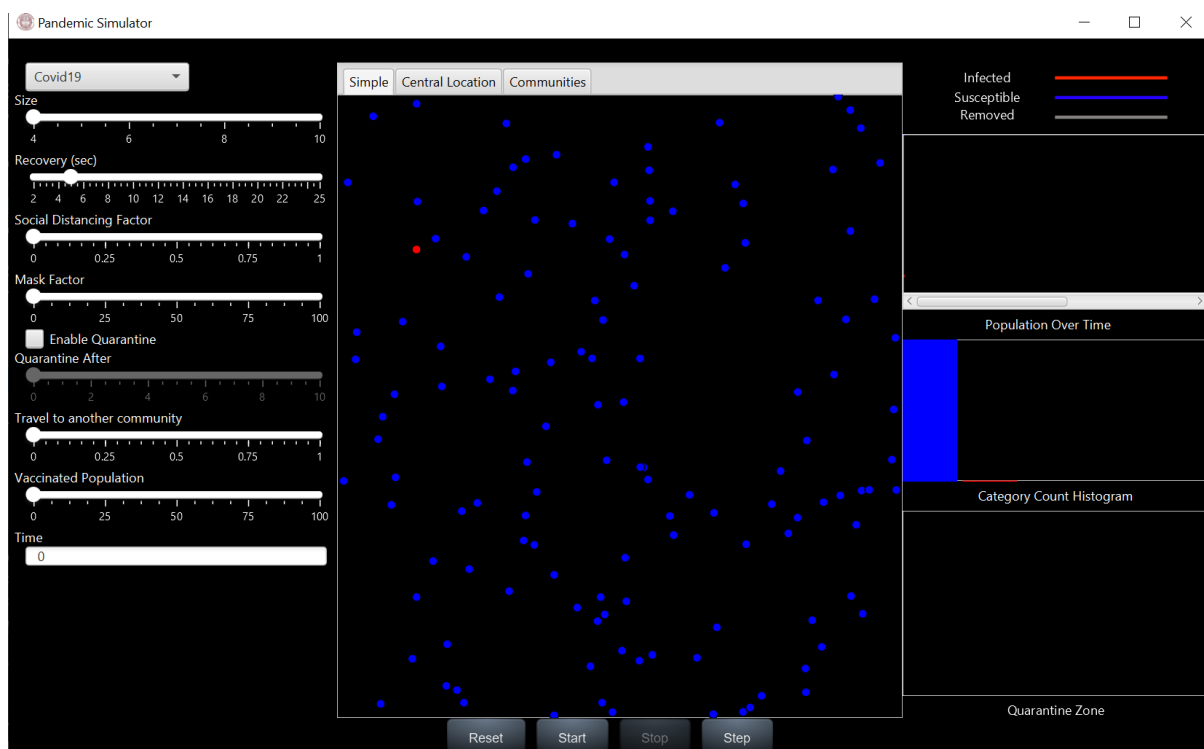 Pandemic Simulator
Covid19
Size
4 6 8 10
Recovery (sec)
2 4 6 8 10 12 14 16 18 20 22 25
Social Distancing Factor
0 0.25 0.5 0.75 1
Mask Factor
0 25 50 75 100
Enable Quarantine
Quarantine After
0 2 4 6 8 10
Travel to another community
0 0.25 0.5 0.75 1
Vaccinated Population
0 25 50 75 100
Time
0
Simple Central Location Communities
Reset Start Stop Step
Infected
Susceptible
Removed
Population Over Time
Category Count Histogram
Quarantine Zone